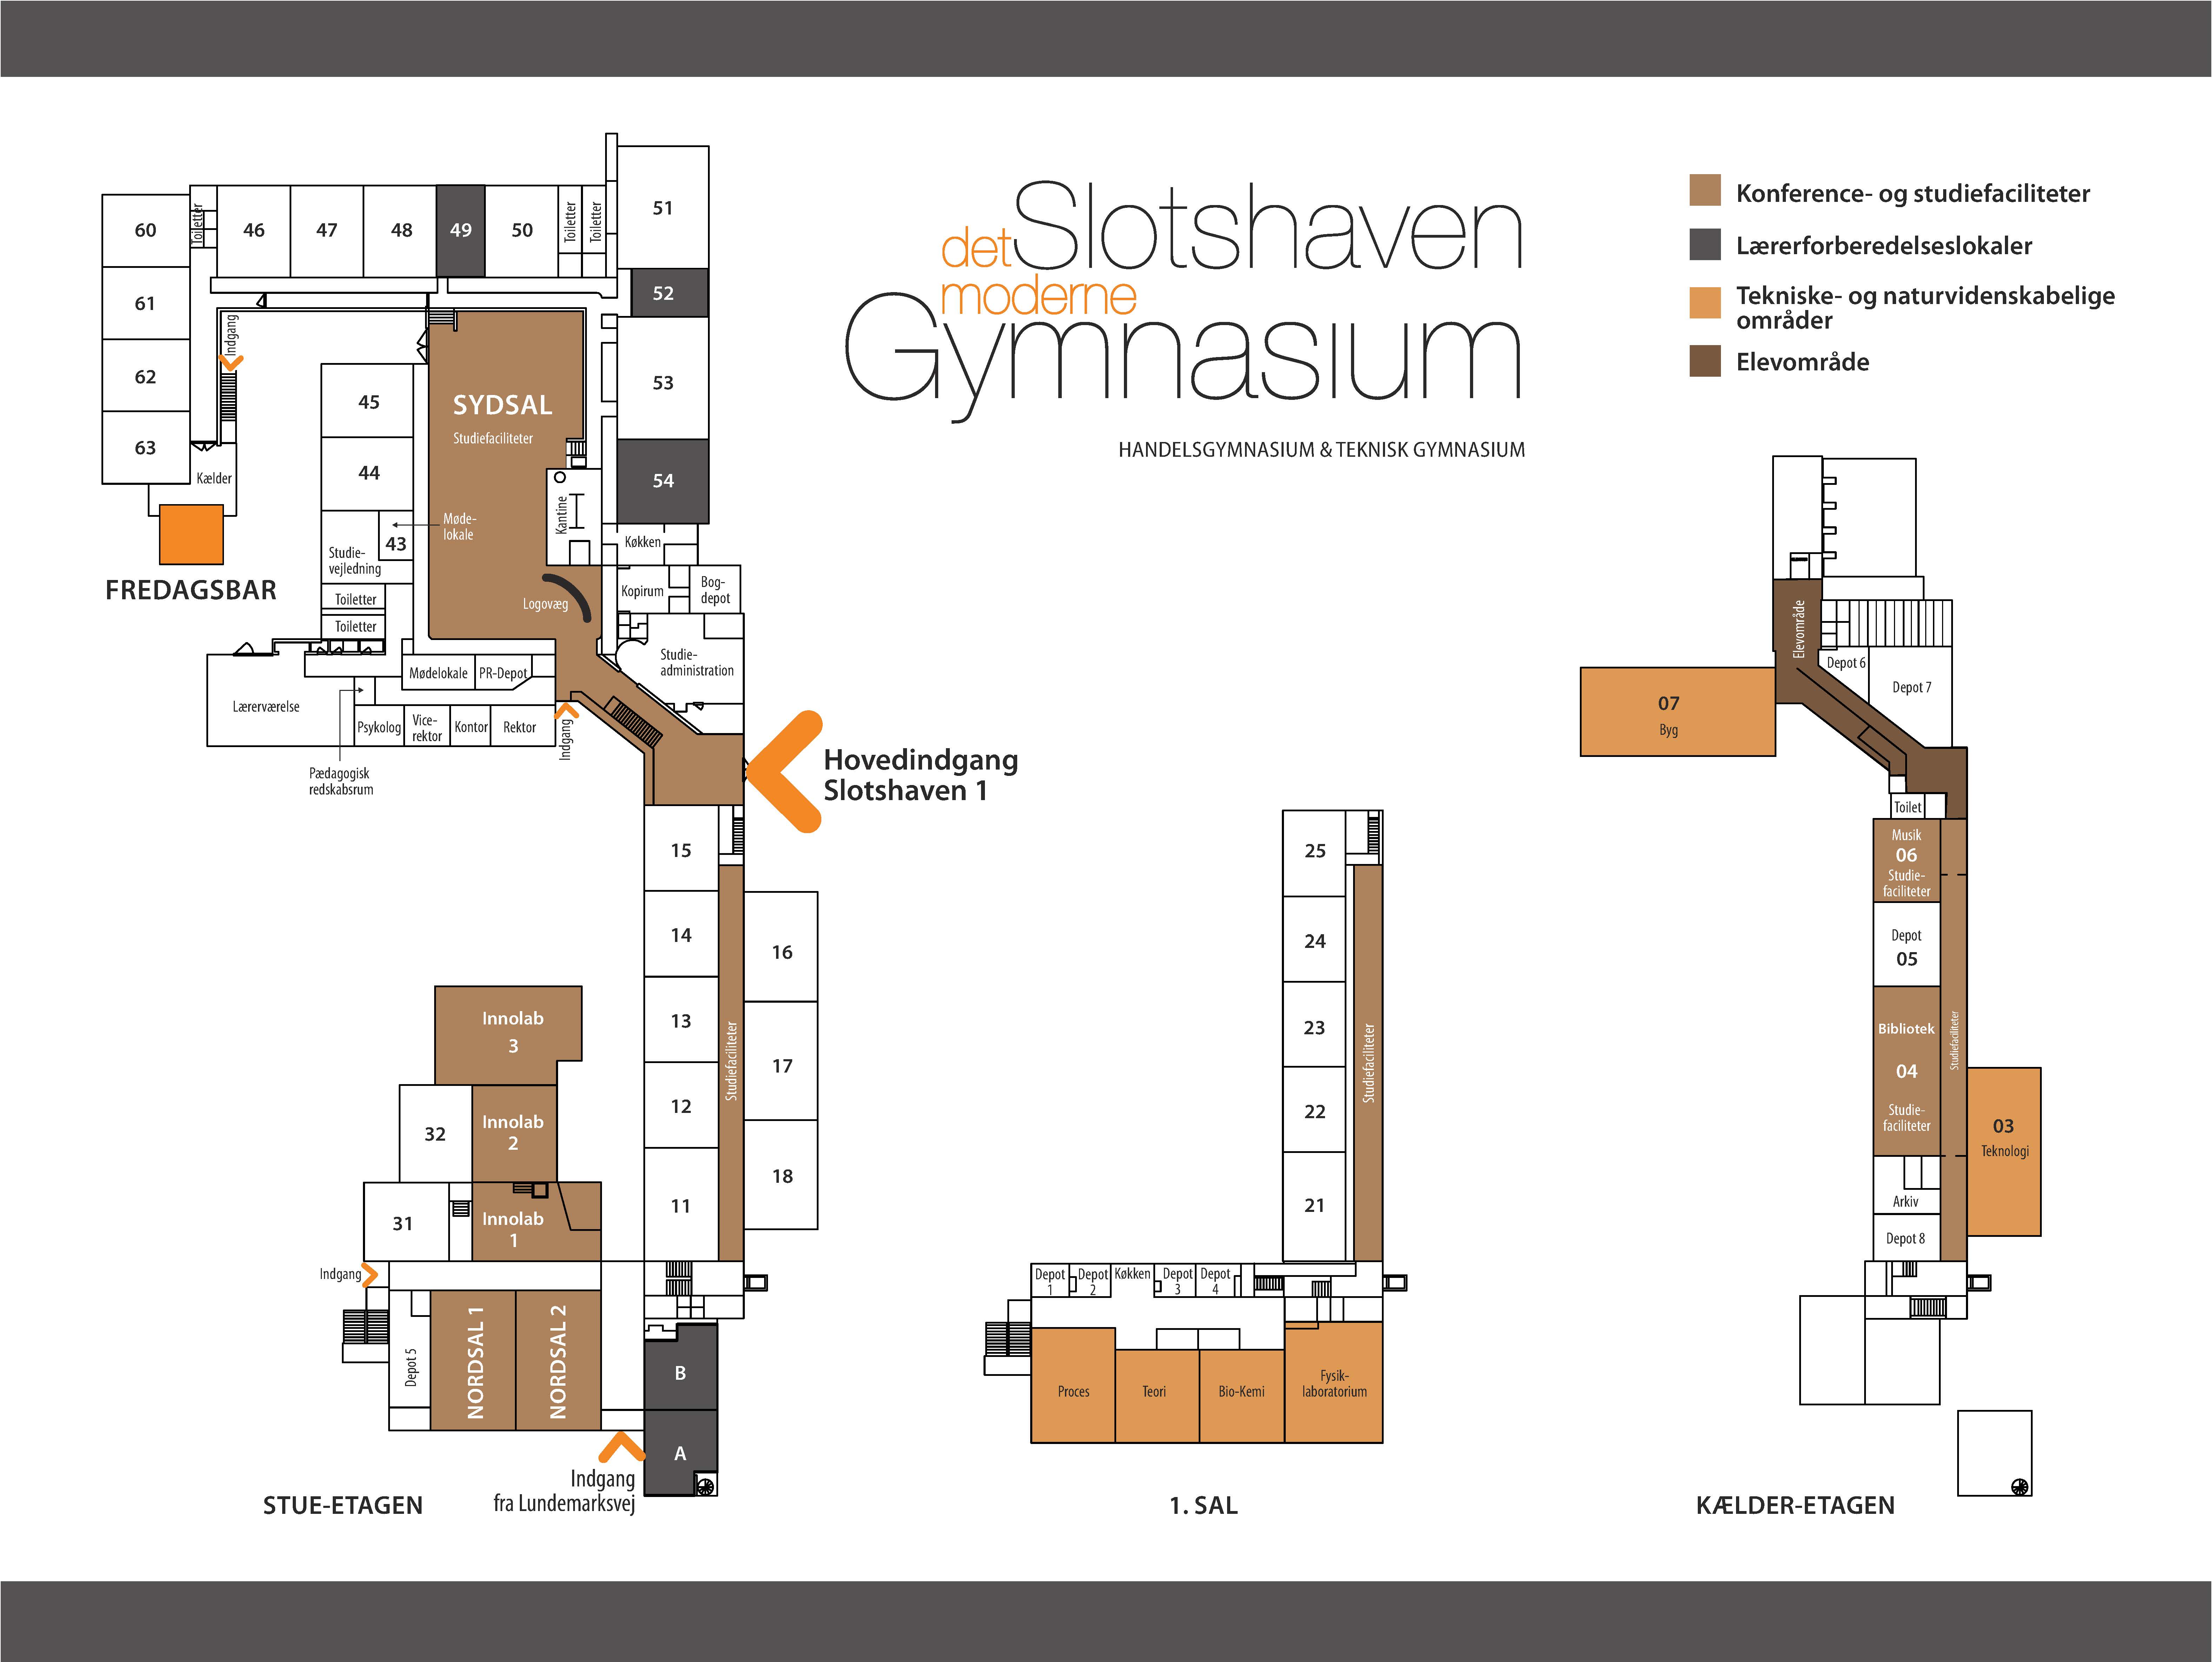 det Slotshaven
moderne
Gymnasium
HANDELSGYMNASIUM & TEKNISK GYMNASIUM
Konference- og studiefaciliteter
Lærerforberedelseslokaler
Tekniske- og naturvidenskabelige
områder
Elevområde
60
61
62
63
Toiletter
46
47
48
49
50
Toiletter
Toiletter
51
52
53
54
Indgang
Kælder
FREDAGSBAR
45
44
43
Møde-
lokale
Studie-
vejledning
Toiletter
Toiletter
SYDSAL
Studiefaciliteter
Kantine
Logovæg
Køkken
Kopirum
Bog-
depot
Studie-
administration
Lærerværelse
Mødelokale
PR-Depot
Psykolog
Vice-
rektor
Kontor
Rektor
Indgang
Pædagogisk
redskabsrum
Hovedindgang
Slotshaven 1
15
14
13
12
11
Studiefaciliteter
16
17
18
Innolab
3
Innolab
2
Innolab
1
32
31
Indgang
Depot 5
NORDSAL 1
NORDSAL 2
B
A
Indgang
fra Lundemarksvej
STUE-ETAGEN
25
24
23
22
21
Studiefaciliteter
Depot
1
Depot
2
Køkken
Depot
3
Depot
4
Proces
Teori
Bio-Kemi
Fysik-
laboratorium
1. SAL
Elevområde
Depot 6
Depot 7
07
Byg
Toilet
Musik
06
Studie-
faciliteter
Depot
05
Bibliotek
04
Studie-
faciliteter
Studiefaciliteter
03
Teknologi
Arkiv
Depot 8
KÆLDER-ETAGEN